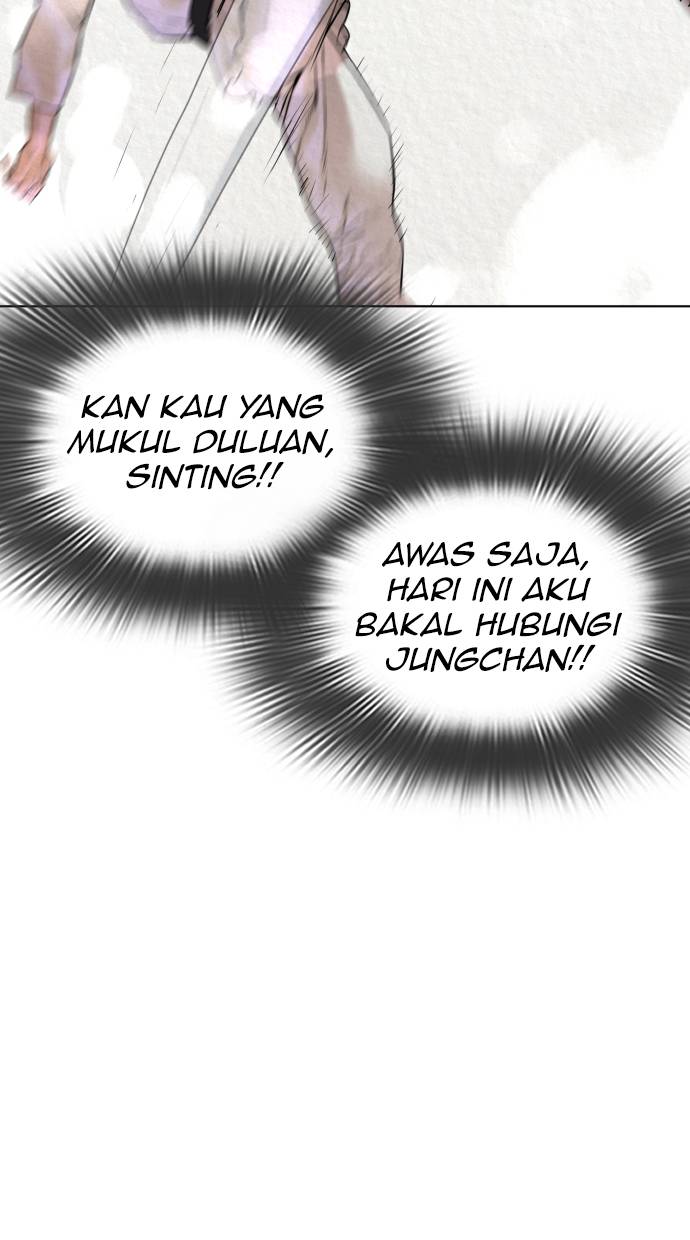 KAN KAU YANG
MUKUL DULUAN,
SINTING!!
AWAS SAJA,
HARI INI AKU
BAKAL HUBUNGI
JUNGCHAN!!